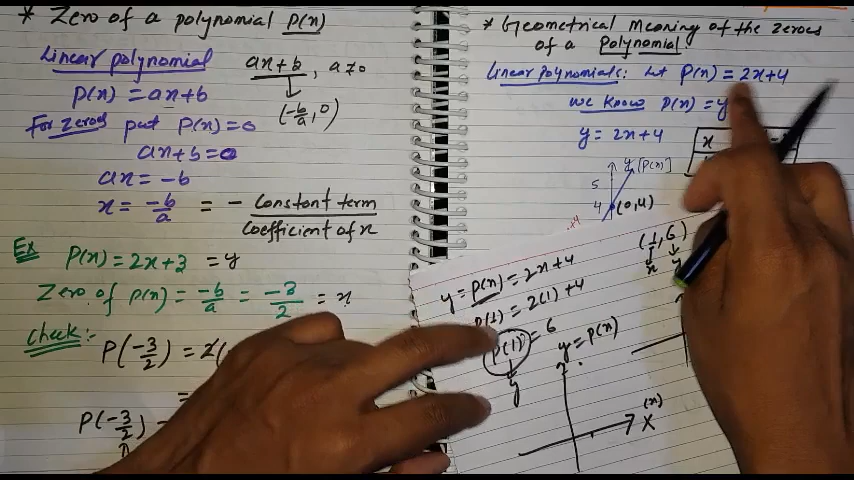 * Zero of a polynomial P(x)
Linear polynomial
ax+b, a≠0
P(x) = ax+b
(-b/a, 0)
For zeros put P(x)=0
ax+b=0
ax = -b
x = -b/a = - Constant term / Coefficient of x
Ex P(x) = 2x+3 = y
Zero of P(x) = -b/a = -3/2 = x
Check:-
P(-3/2) = 2(
=
P(-3/2)
* Geometrical Meaning of the zeroes
of a Polynomial
Linear Polynomials: Let P(x) = 2x+4
We Know P(x) = y
y = 2x+4
x
y [P(x)]
5
4
(0,4)
y = P(x) = 2x+4
P(1) = 2(1)+4
P(1) = 6
y
y = P(x)
(x)
X
(1,6)
x y